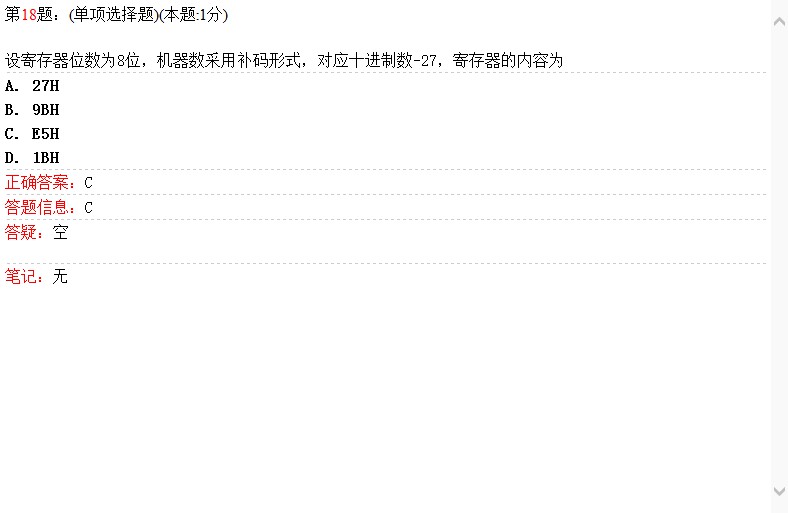 第18题：(单项选择题)(本题:1分)
设寄存器位数为8位，机器数采用补码形式，对应十进制数-27，寄存器的内容为
A. 27H
B. 9BH
C. E5H
D. 1BH
正确答案：C
答题信息：C
答疑：空
笔记：无